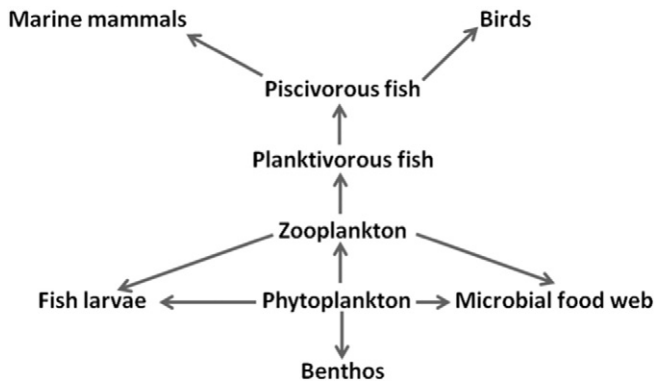 Marine mammals
Birds
Piscivorous fish
Planktivorous fish
Zooplankton
Fish larvae
Phytoplankton
Microbial food web
Benthos